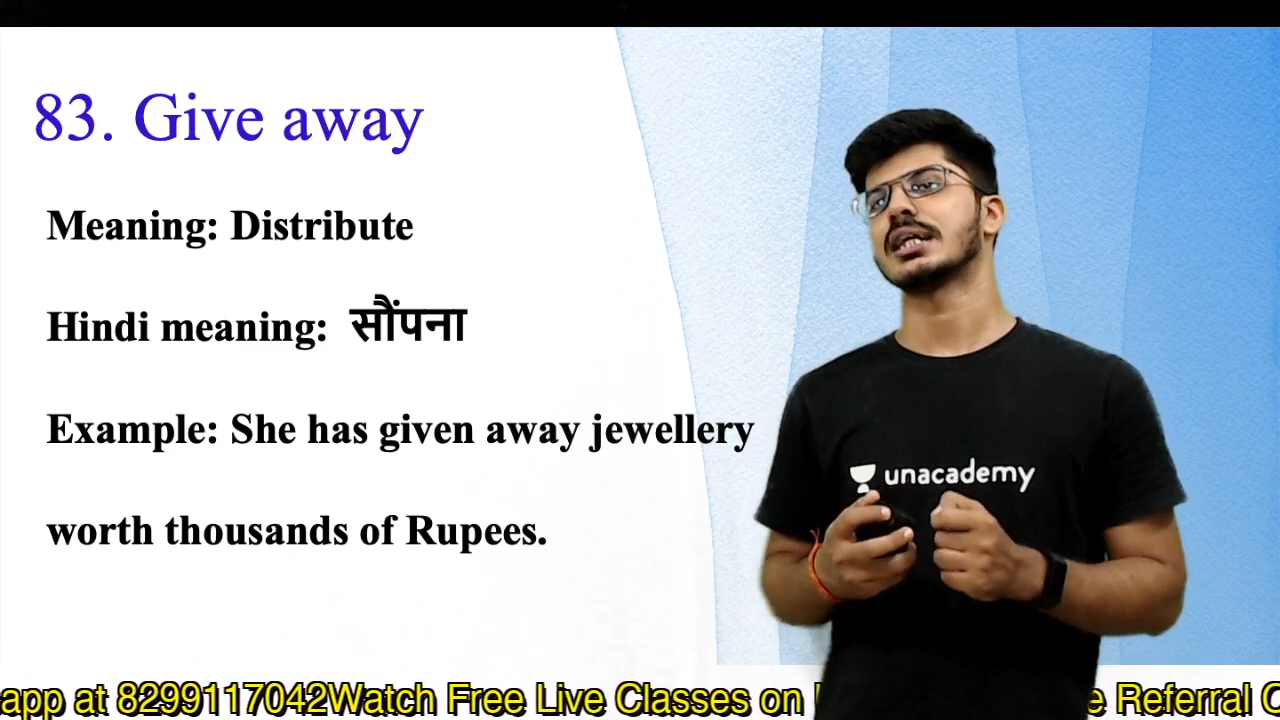 83. Give away
Meaning: Distribute
Hindi meaning: सौंपना
Example: She has given away jewellery
worth thousands of Rupees.
unacademy
at 8299117042Watch Free Live Classes on
Referral